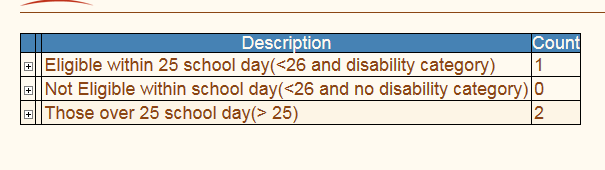 Description Count
Eligible within 25 school day(<26 and disability category) 1
Not Eligible within school day(<26 and no disability category) 0
Those over 25 school day(> 25) 2